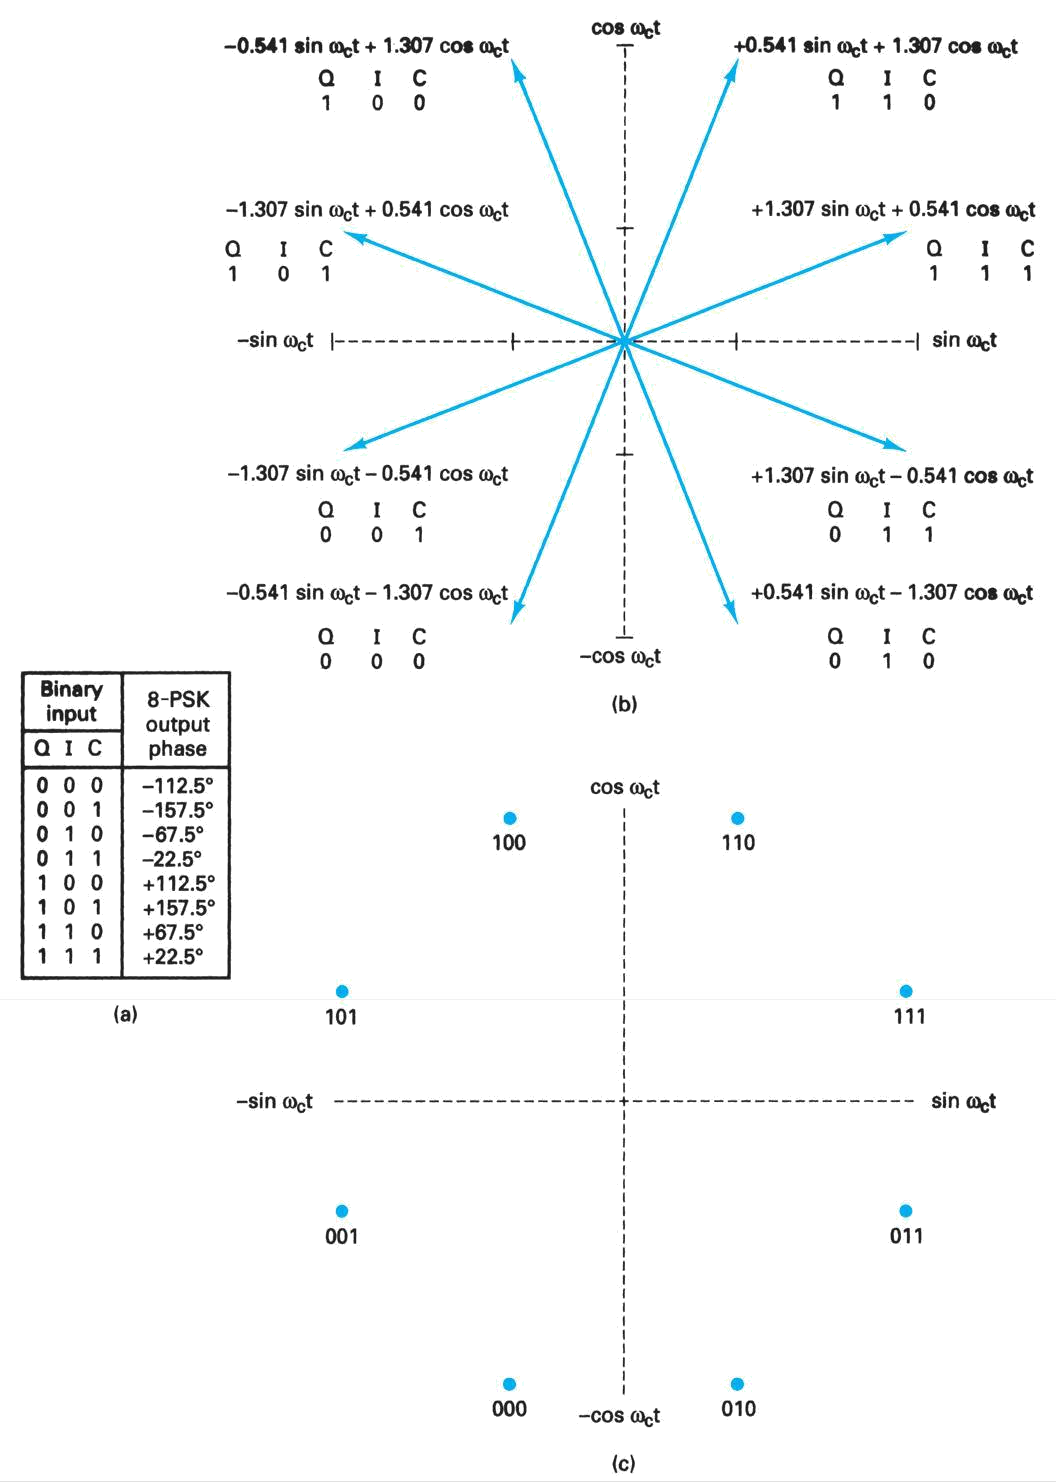 cos ωct
−0.541 sin ωct + 1.307 cos ωct
Q I C
1 0 0
+0.541 sin ωct + 1.307 cos ωct
Q I C
1 1 0
−1.307 sin ωct + 0.541 cos ωct
Q I C
1 0 1
+1.307 sin ωct + 0.541 cos ωct
Q I C
1 1 1
−sin ωct
sin ωct
−1.307 sin ωct − 0.541 cos ωct
Q I C
0 0 1
+1.307 sin ωct − 0.541 cos ωct
Q I C
0 1 1
−0.541 sin ωct − 1.307 cos ωct
Q I C
0 0 0
+0.541 sin ωct − 1.307 cos ωct
Q I C
0 1 0
−cos ωct
(b)
Binary
input
8-PSK
output
phase
Q I C
0 0 0 −112.5°
0 0 1 −157.5°
0 1 0 −67.5°
0 1 1 −22.5°
1 0 0 +112.5°
1 0 1 +157.5°
1 1 0 +67.5°
1 1 1 +22.5°
(a)
cos ωct
100
110
101
111
−sin ωct
sin ωct
001
011
000
−cos ωct
010
(c)